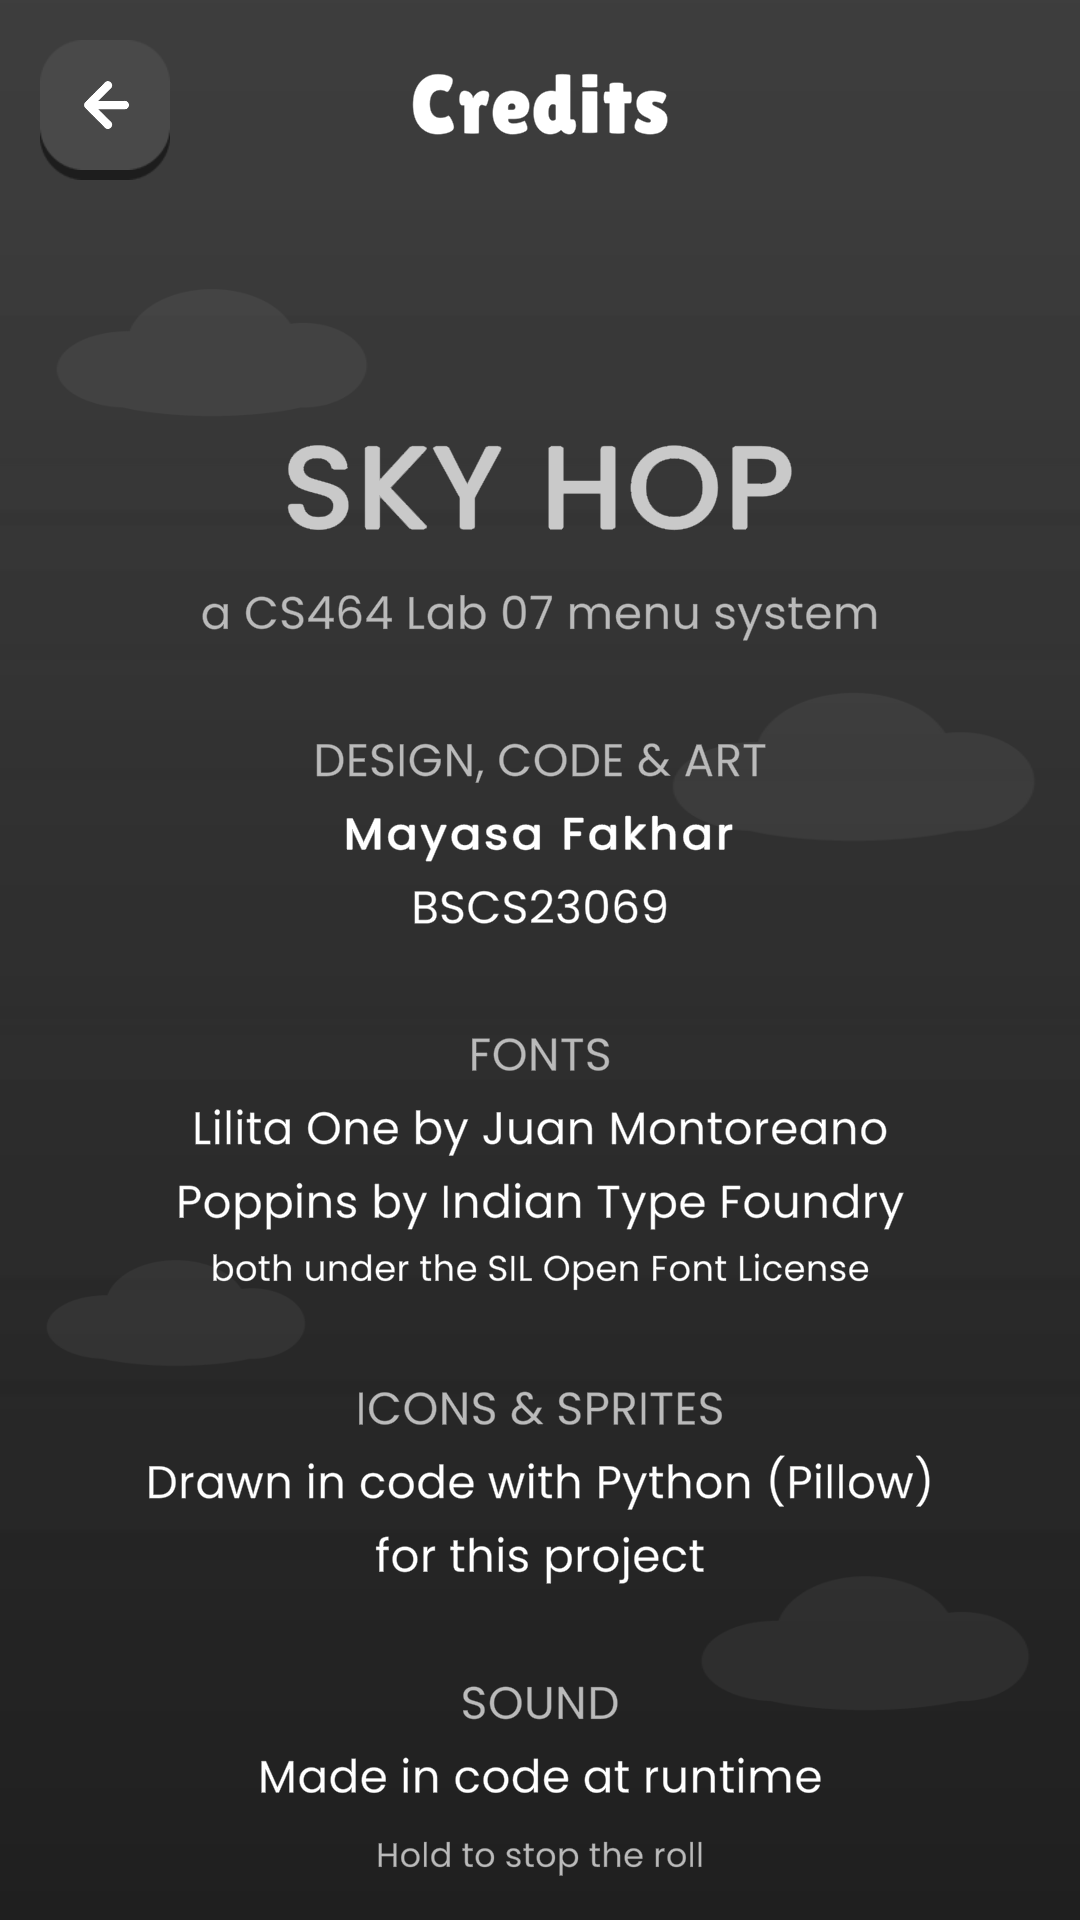 Credits
SKY HOP
a CS464 Lab 07 menu system
DESIGN, CODE & ART
Mayasa Fakhar
BSCS23069
FONTS
Lilita One by Juan Montoreano
Poppins by Indian Type Foundry
both under the SIL Open Font License
ICONS & SPRITES
Drawn in code with Python (Pillow)
for this project
SOUND
Made in code at runtime
Hold to stop the roll